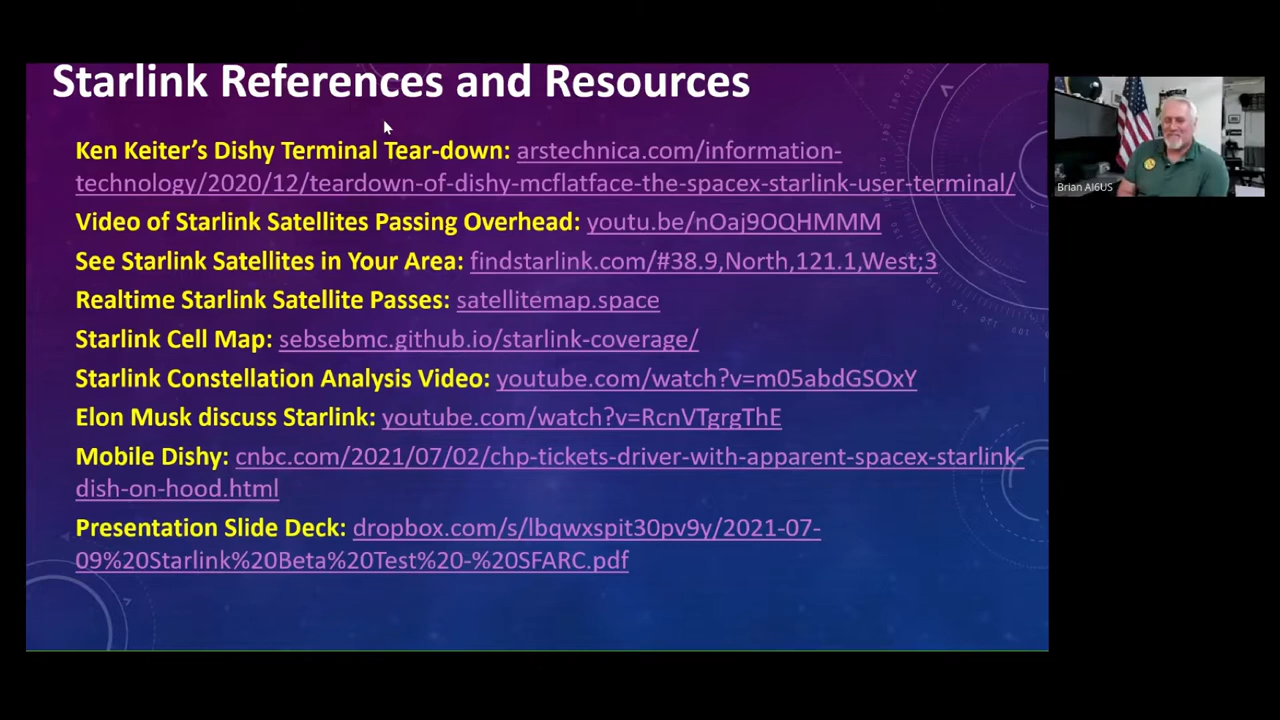 Starlink References and Resources
Ken Keiter’s Dishy Terminal Tear-down: arstechnica.com/information-
technology/2020/12/teardown-of-dishy-mcflatface-the-spacex-starlink-user-terminal/
Video of Starlink Satellites Passing Overhead: youtu.be/nOaj9OQHMMM
See Starlink Satellites in Your Area: findstarlink.com/#38.9,North,121.1,West;3
Realtime Starlink Satellite Passes: satellitemap.space
Starlink Cell Map: sebsebmc.github.io/starlink-coverage/
Starlink Constellation Analysis Video: youtube.com/watch?v=m05abdGSOxY
Elon Musk discuss Starlink: youtube.com/watch?v=RcnVTgrgThE
Mobile Dishy: cnbc.com/2021/07/02/chp-tickets-driver-with-apparent-spacex-starlink-
dish-on-hood.html
Presentation Slide Deck: dropbox.com/s/lbqwxspit30pv9y/2021-07-
09%20Starlink%20Beta%20Test%20-%20SFARC.pdf
Brian AI6US